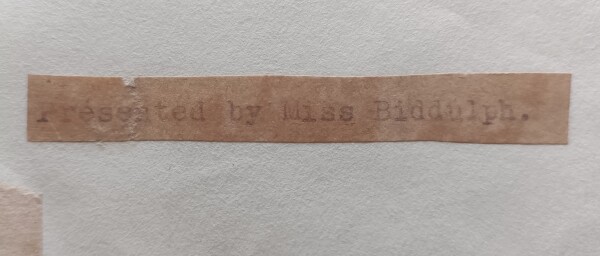 Presented by Miss Biddulph.